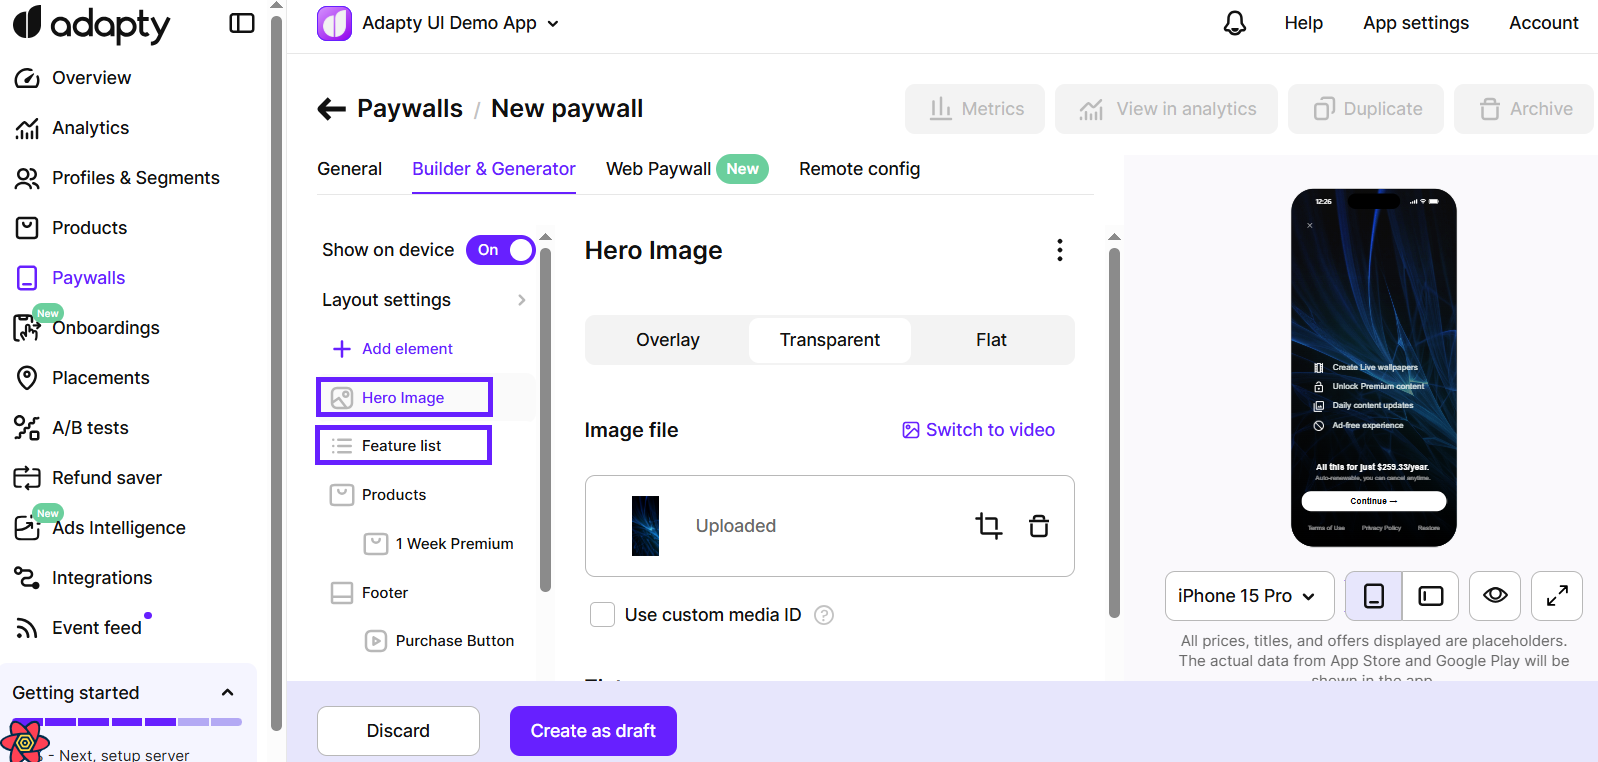 adapty
Adapty UI Demo App
Help
App settings
Account
Overview
Analytics
Profiles & Segments
Products
Paywalls
New
Onboardings
Placements
A/B tests
Refund saver
New
Ads Intelligence
Integrations
Event feed
Getting started
- Next, setup server
Paywalls / New paywall
Metrics
View in analytics
Duplicate
Archive
General
Builder & Generator
Web Paywall New
Remote config
Show on device On
Layout settings
Add element
Hero Image
Feature list
Products
1 Week Premium
Footer
Purchase Button
Hero Image
Overlay
Transparent
Flat
Image file
Switch to video
Uploaded
Use custom media ID ?
12:26
Create Live wallpapers
Unlock Premium content
Daily content updates
Ad-free experience
All this for just $259.33/year.
Auto-renewable, you can cancel anytime.
Continue →
Terms of Use Privacy Policy Restore
iPhone 15 Pro
All prices, titles, and offers displayed are placeholders.
The actual data from App Store and Google Play will be
shown in the app
Discard
Create as draft